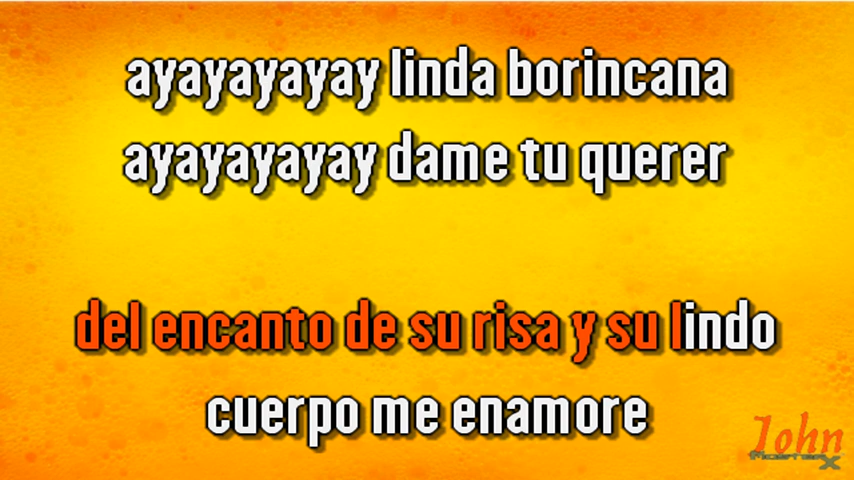 ayayayayay linda borincana
ayayayayay dame tu querer
del encanto de su risa y su lindo
cuerpo me enamore
John